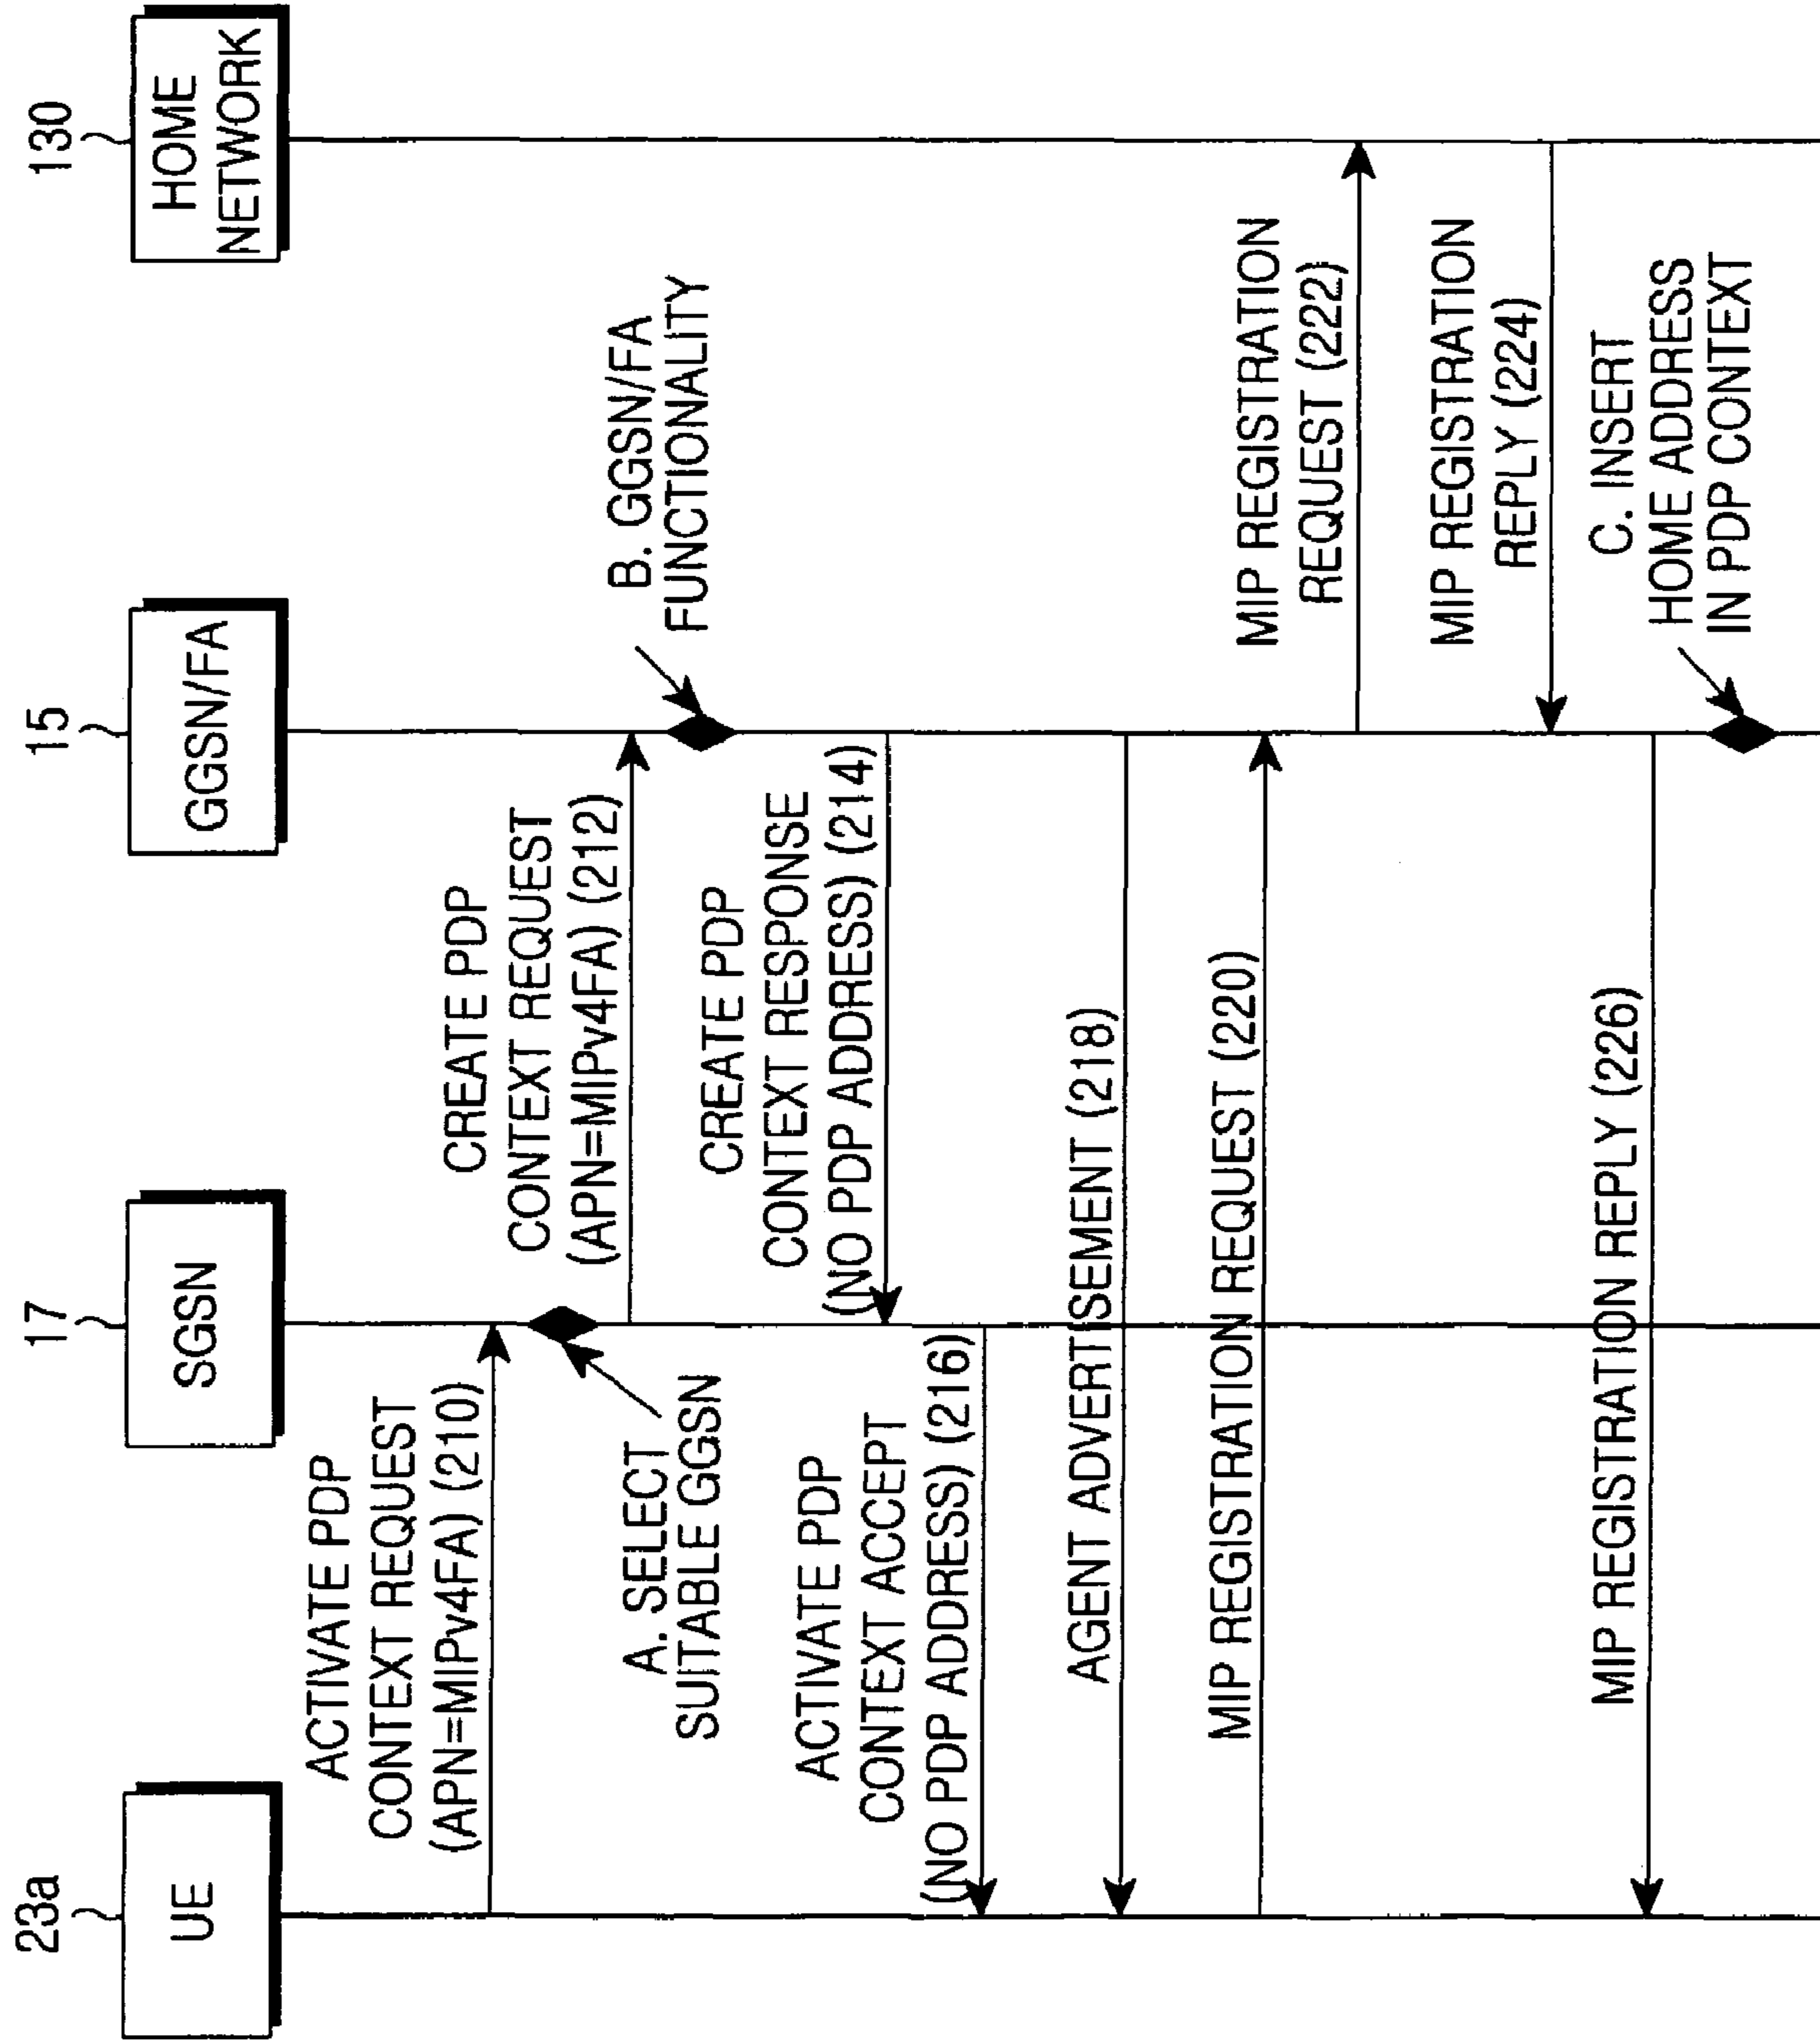 23a
UE
17
SGSN
15
GGSN/FA
130
HOME
NETWORK
ACTIVATE PDP
CONTEXT REQUEST
(APN=MIPv4FA) (210)
A. SELECT
SUITABLE GGSN
CREATE PDP
CONTEXT REQUEST
(APN=MIPv4FA) (212)
B. GGSN/FA
FUNCTIONALITY
CREATE PDP
CONTEXT RESPONSE
(NO PDP ADDRESS) (214)
ACTIVATE PDP
CONTEXT ACCEPT
(NO PDP ADDRESS) (216)
AGENT ADVERTISEMENT (218)
MIP REGISTRATION REQUEST (220)
MIP REGISTRATION
REQUEST (222)
MIP REGISTRATION
REPLY (224)
MIP REGISTRATION REPLY (226)
C. INSERT
HOME ADDRESS
IN PDP CONTEXT